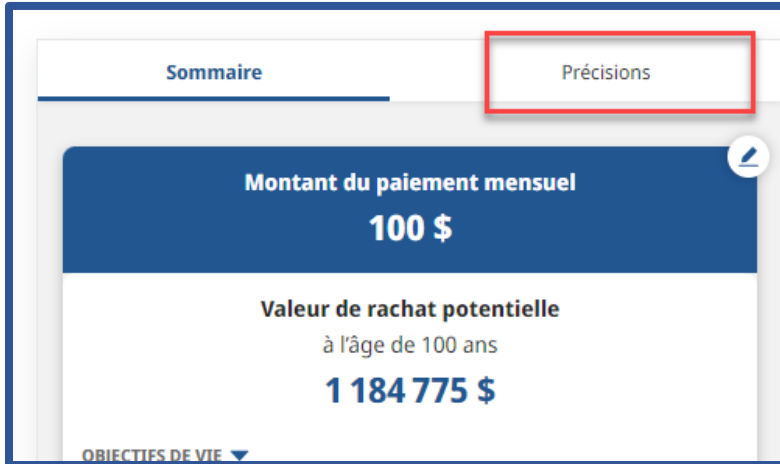 Sommaire
Précisions
Montant du paiement mensuel
100 $
Valeur de rachat potentielle
à l'âge de 100 ans
1 184 775 $
OBJECTIFS DE VIE